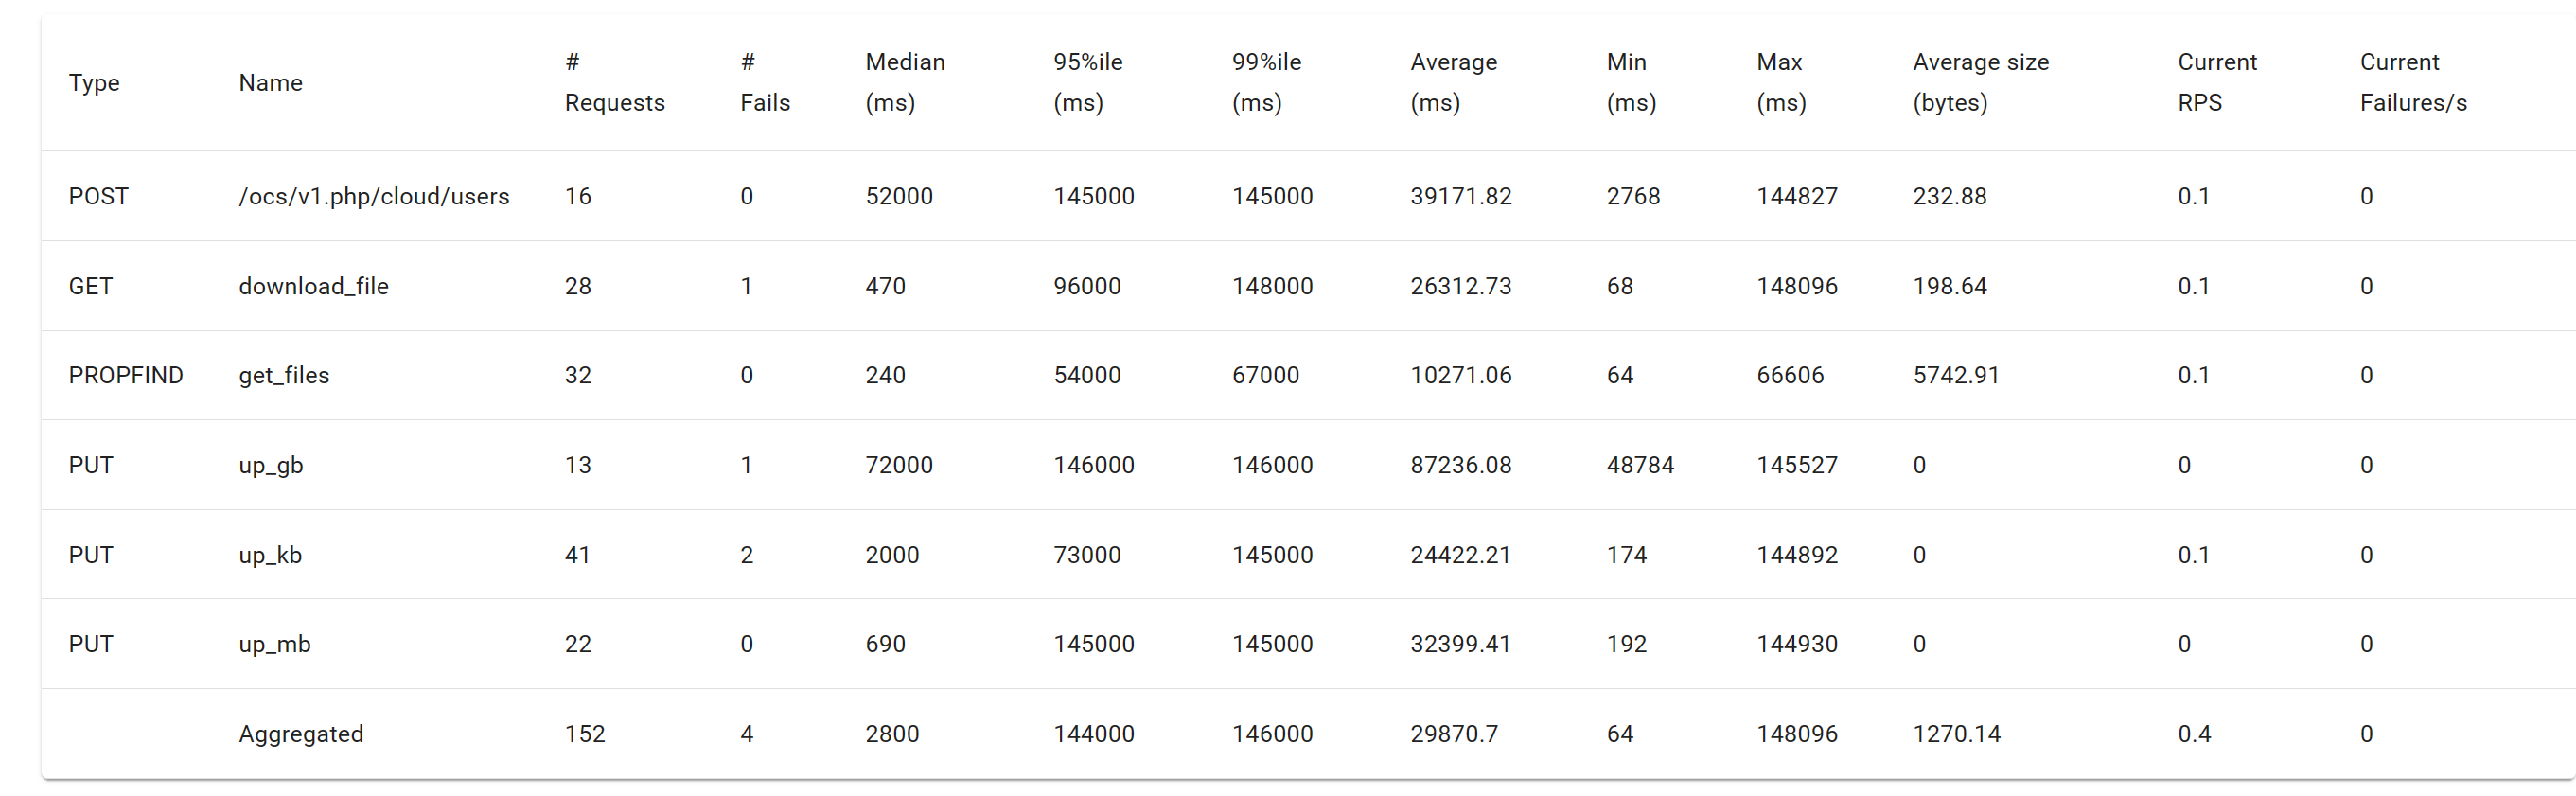 Type Name # Requests # Fails Median (ms) 95%ile (ms) 99%ile (ms) Average (ms) Min (ms) Max (ms) Average size (bytes) Current RPS Current Failures/s
POST /ocs/v1.php/cloud/users 16 0 52000 145000 145000 39171.82 2768 144827 232.88 0.1 0
GET download_file 28 1 470 96000 148000 26312.73 68 148096 198.64 0.1 0
PROPFIND get_files 32 0 240 54000 67000 10271.06 64 66606 5742.91 0.1 0
PUT up_gb 13 1 72000 146000 146000 87236.08 48784 145527 0 0 0
PUT up_kb 41 2 2000 73000 145000 24422.21 174 144892 0 0.1 0
PUT up_mb 22 0 690 145000 145000 32399.41 192 144930 0 0 0
Aggregated 152 4 2800 144000 146000 29870.7 64 148096 1270.14 0.4 0